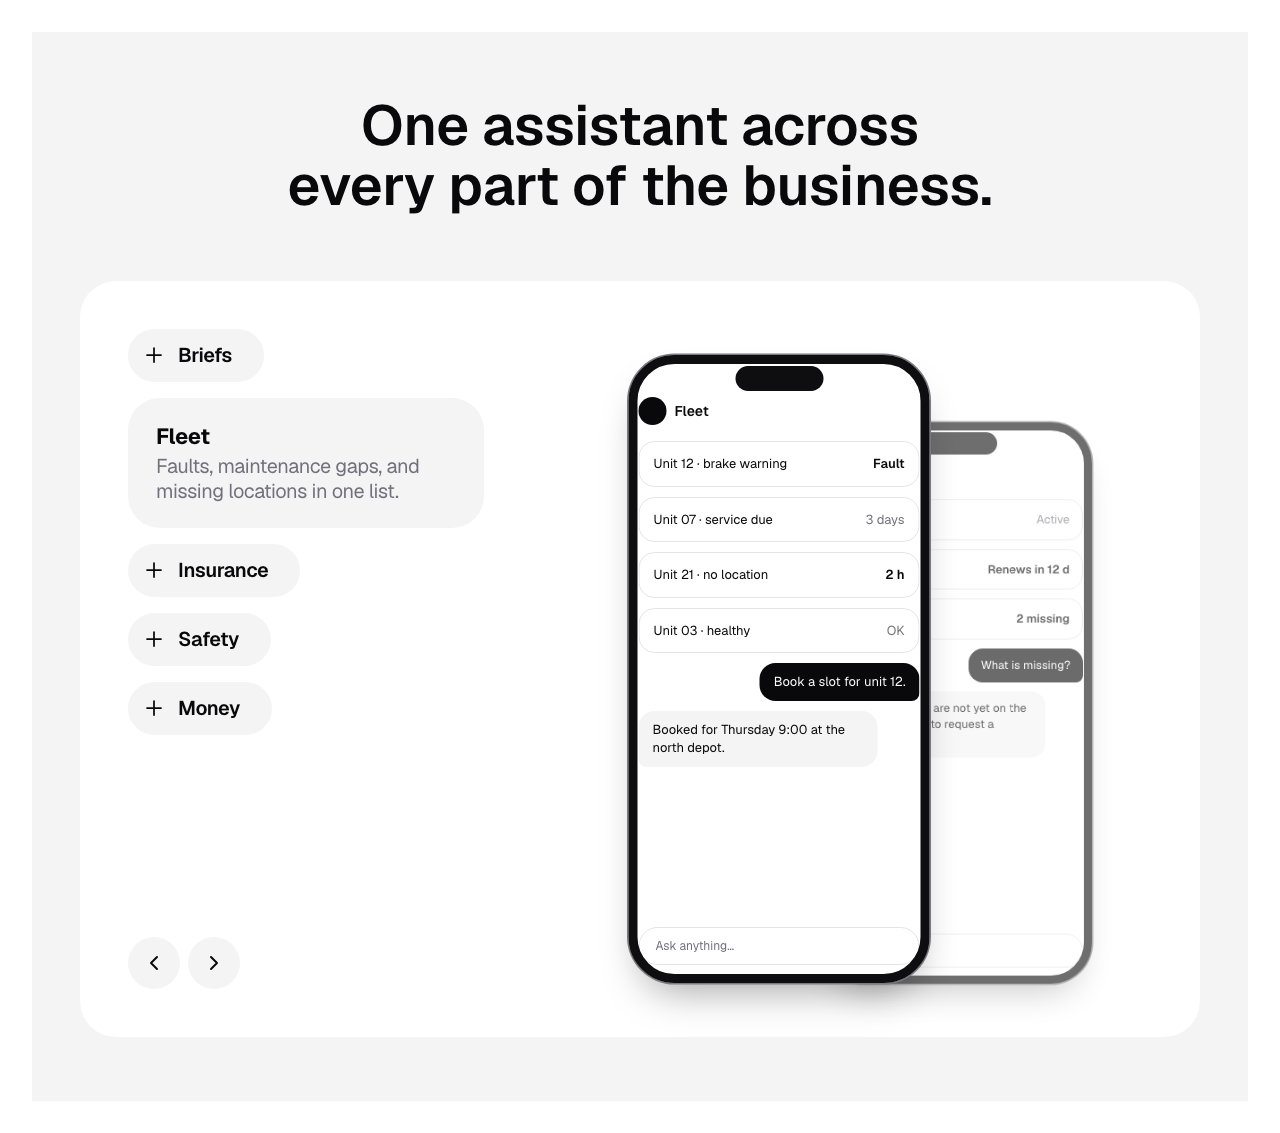 One assistant across
every part of the business.
Briefs
Fleet
Faults, maintenance gaps, and
missing locations in one list.
Insurance
Safety
Money
Fleet
Unit 12 · brake warning Fault
Unit 07 · service due 3 days
Unit 21 · no location 2 h
Unit 03 · healthy OK
Book a slot for unit 12.
Booked for Thursday 9:00 at the
north depot.
Ask anything…
Active
Renews in 12 d
2 missing
What is missing?
are not yet on the
to request a